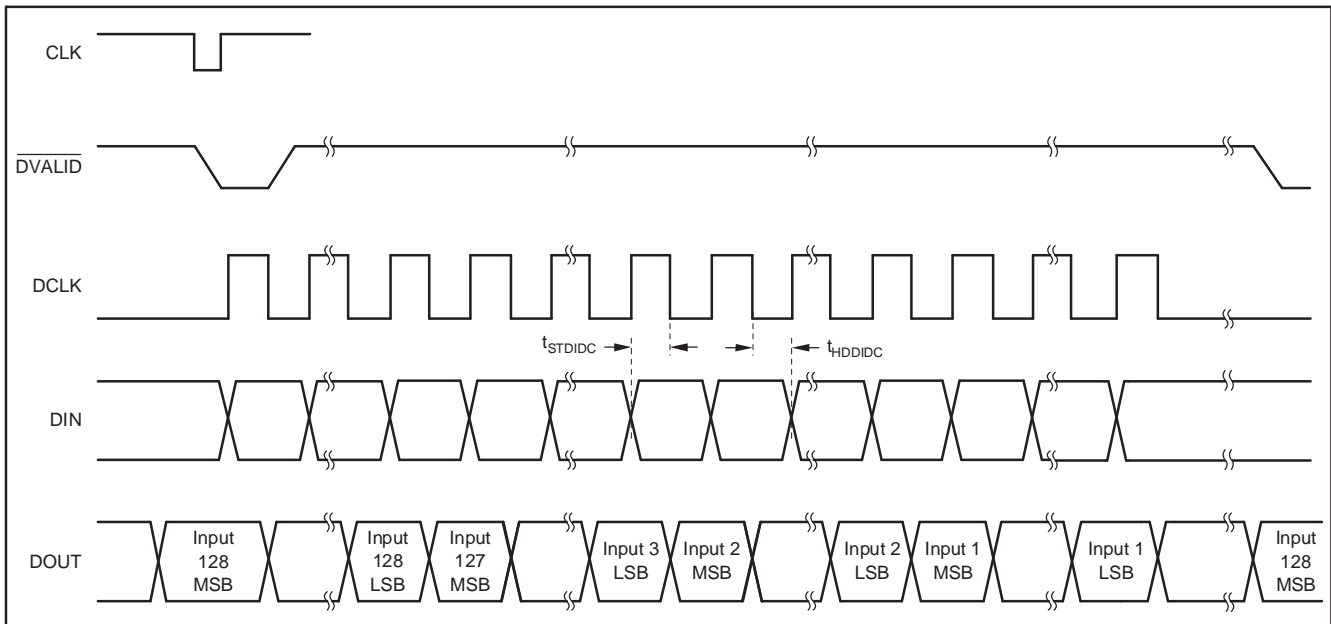 CLK
DVALID
DCLK
tSTDIDC
tHDDIDC
DIN
DOUT
Input
128
MSB
Input
128
LSB
Input
127
MSB
Input 3
LSB
Input 2
MSB
Input 2
LSB
Input 1
MSB
Input 1
LSB
Input
128
MSB